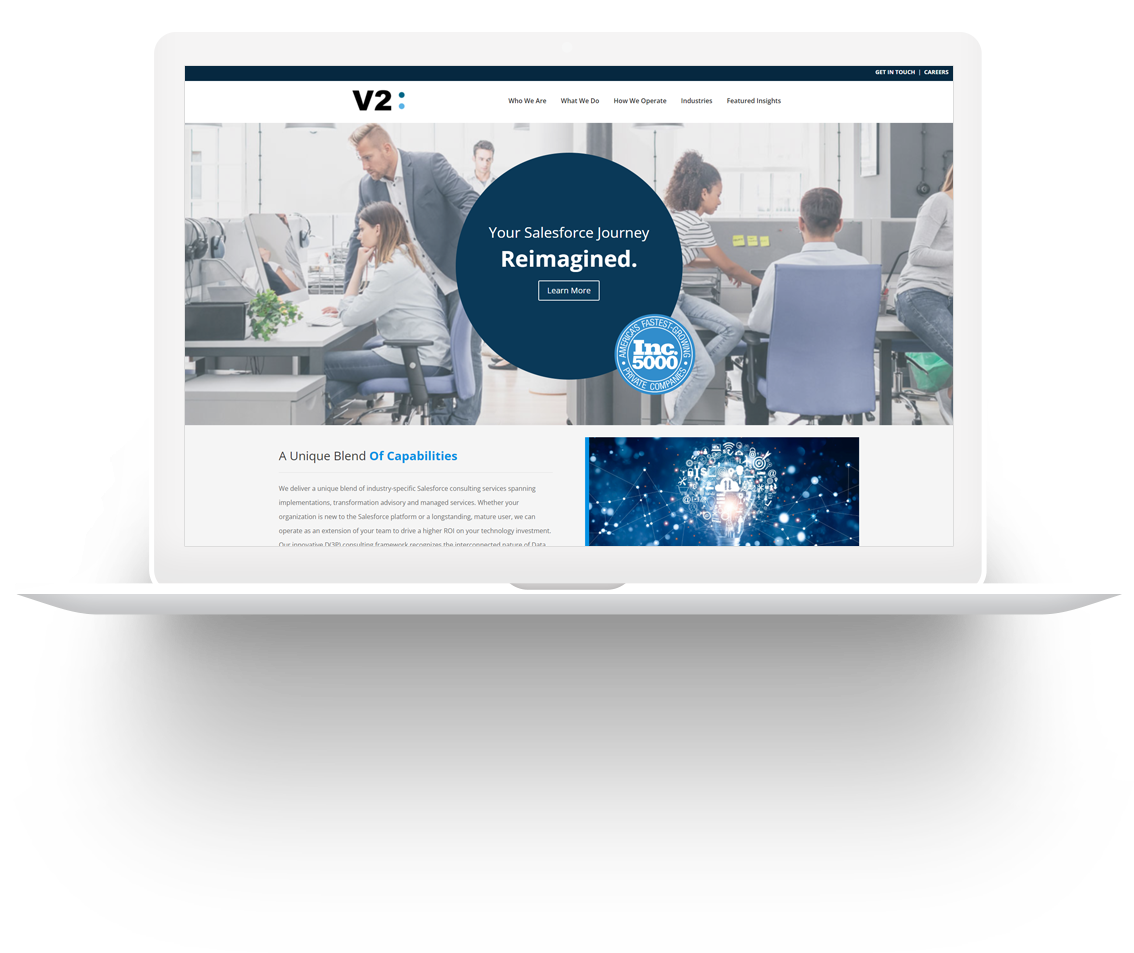 GET IN TOUCH | CAREERS
V2:
Who We Are What We Do How We Operate Industries Featured Insights
Your Salesforce Journey
Reimagined.
Learn More
AMERICA'S FASTEST-GROWING
Inc.
5000
PRIVATE COMPANIES
A Unique Blend Of Capabilities
We deliver a unique blend of industry-specific Salesforce consulting services spanning
implementations, transformation advisory and managed services. Whether your
organization is new to the Salesforce platform or a longstanding, mature user, we can
operate as an extension of your team to drive a higher ROI on your technology investment.
Our innovative consulting framework recognizes the interconnected nature of Data